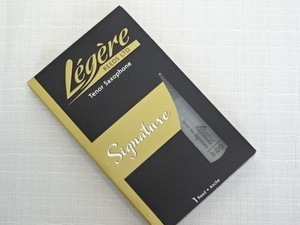 Légère
REEDS LTD
Tenor Saxophone
Signature
1 Reed • Anche